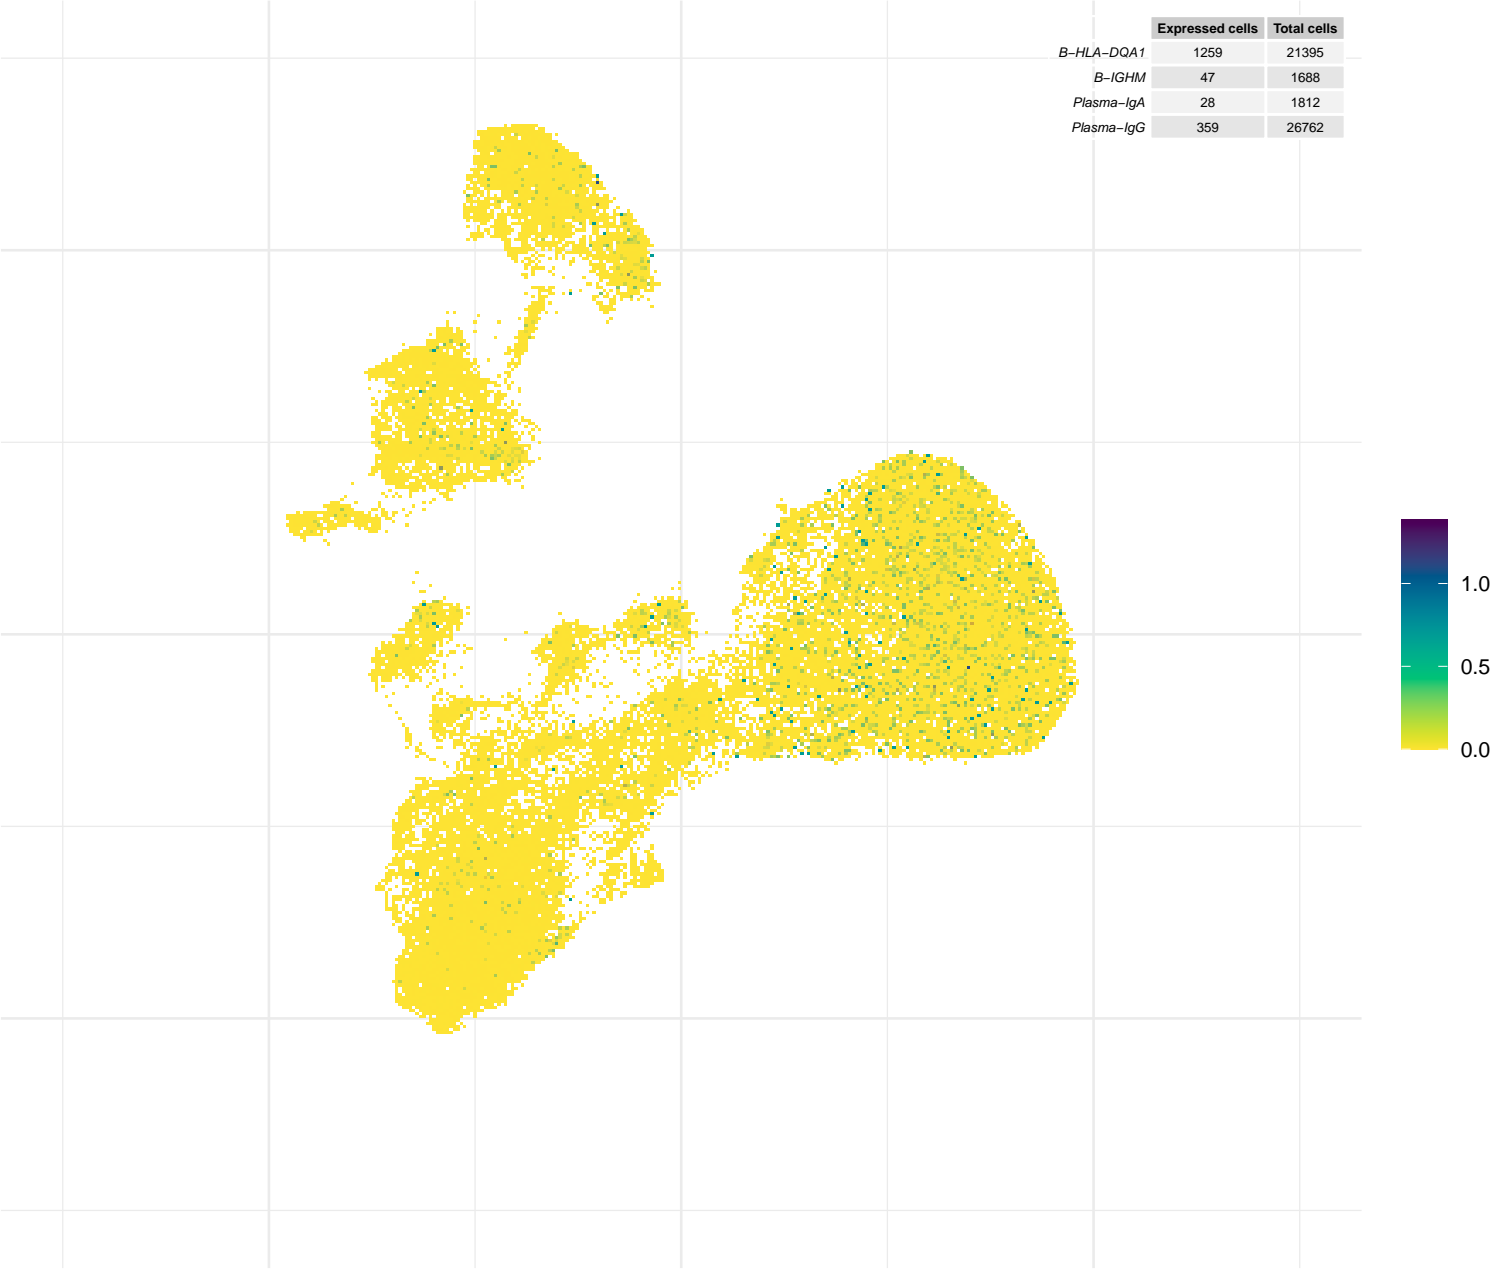 Expressed cells Total cells
B−HLA−DQA1 1259 21395
B−IGHM 47 1688
Plasma−IgA 28 1812
Plasma−IgG 359 26762
1.0
0.5
0.0